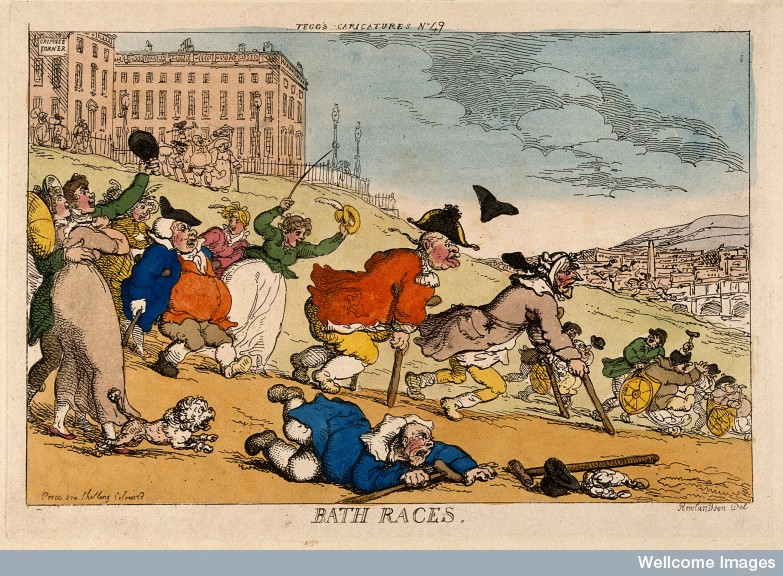 TEGG'S CARICATURES No 49
CRIPPLES
CORNER
Price one Shilling Coloured
Rowlandson Del
BATH RACES.
Wellcome Images